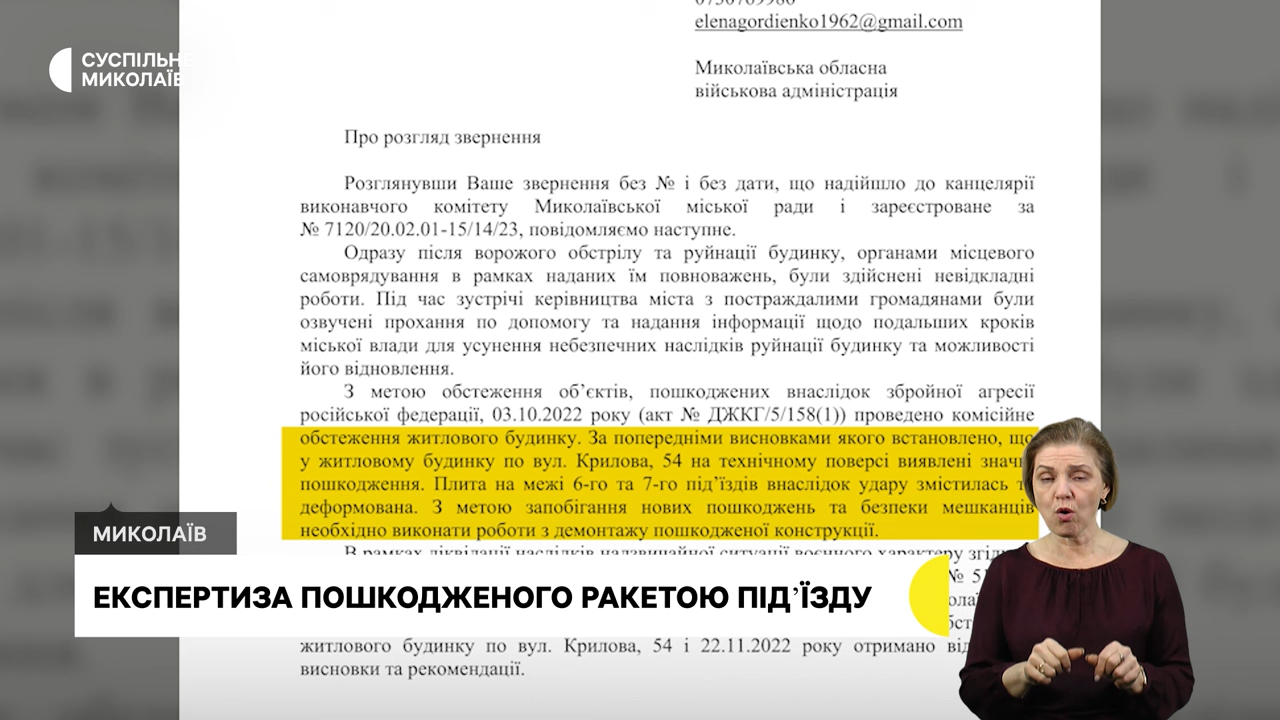 elenagordienko1962@gmail.com
СУСПІЛЬНЕ
МИКОЛАЇВ
Миколаївська обласна
військова адміністрація
Про розгляд звернення
Розглянувши Ваше звернення без № і без дати, що надійшло до канцелярії
виконавчого комітету Миколаївської міської ради і зареєстроване за
№ 7120/20.02.01-15/14/23, повідомляємо наступне.
Одразу після ворожого обстрілу та руйнації будинку, органами місцевого
самоврядування в рамках наданих їм повноважень, були здійснені невідкладні
роботи. Під час зустрічі керівництва міста з постраждалими громадянами були
озвучені прохання по допомогу та надання інформації щодо подальших кроків
міської влади для усунення небезпечних наслідків руйнації будинку та можливості
його відновлення.
З метою обстеження об’єктів, пошкоджених внаслідок збройної агресії
російської федерації, 03.10.2022 року (акт № ДЖКГ/5/158(1)) проведено комісійне
обстеження житлового будинку. За попередніми висновками якого встановлено, що
у житловому будинку по вул. Крилова, 54 на технічному поверсі виявлені
пошкодження. Плита на межі 6-го та 7-го під’їздів внаслідок удару змістилась
деформована. З метою запобігання нових пошкоджень та безпеки мешканців
необхідно виконати роботи з демонтажу пошкодженої конструкції.
В рамках ліквідації наслідків надзвичайної ситуації воєнного характеру
МИКОЛАЇВ
ЕКСПЕРТИЗА ПОШКОДЖЕНОГО РАКЕТОЮ ПІД’ЇЗДУ
житлового будинку по вул. Крилова, 54 і 22.11.2022 року отримано
висновки та рекомендації.